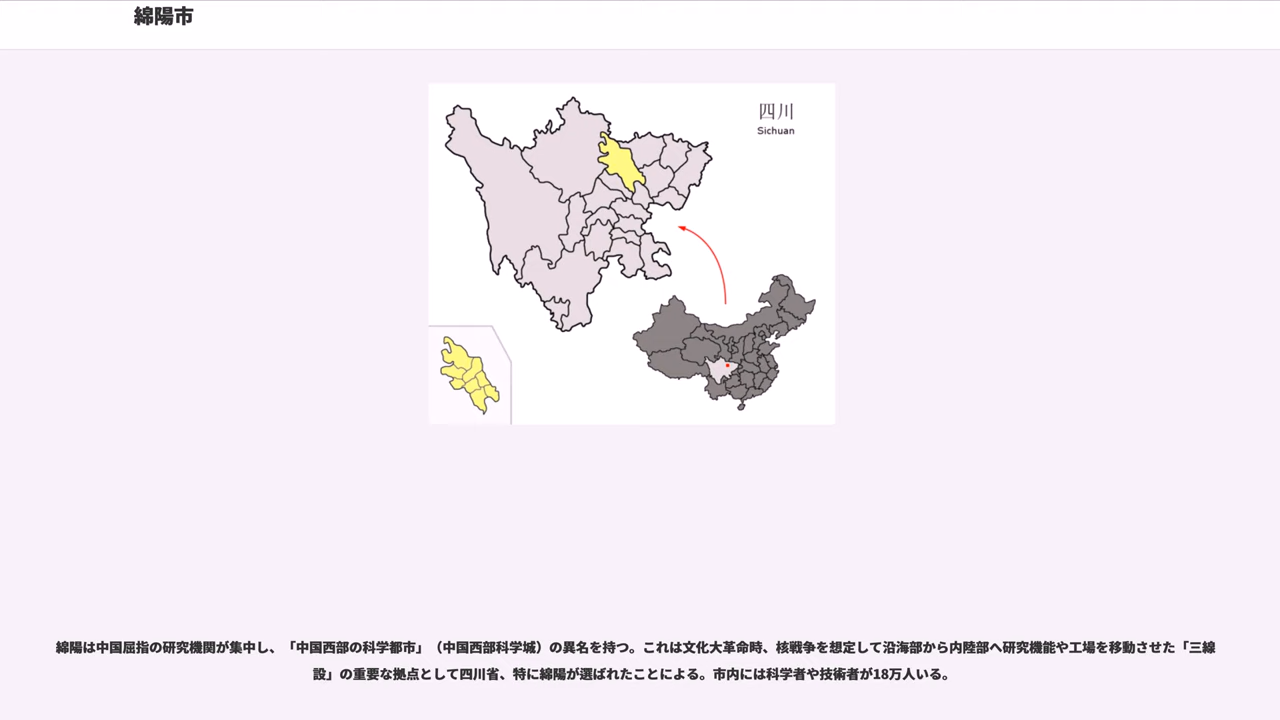 綿陽市
四川
Sichuan
綿陽は中国屈指の研究機関が集中し、「中国西部の科学都市」（中国西部科学城）の異名を持つ。これは文化大革命時、核戦争を想定して沿海部から内陸部へ研究機能や工場を移動させた「三線
設」の重要な拠点として四川省、特に綿陽が選ばれたことによる。市内には科学者や技術者が18万人いる。